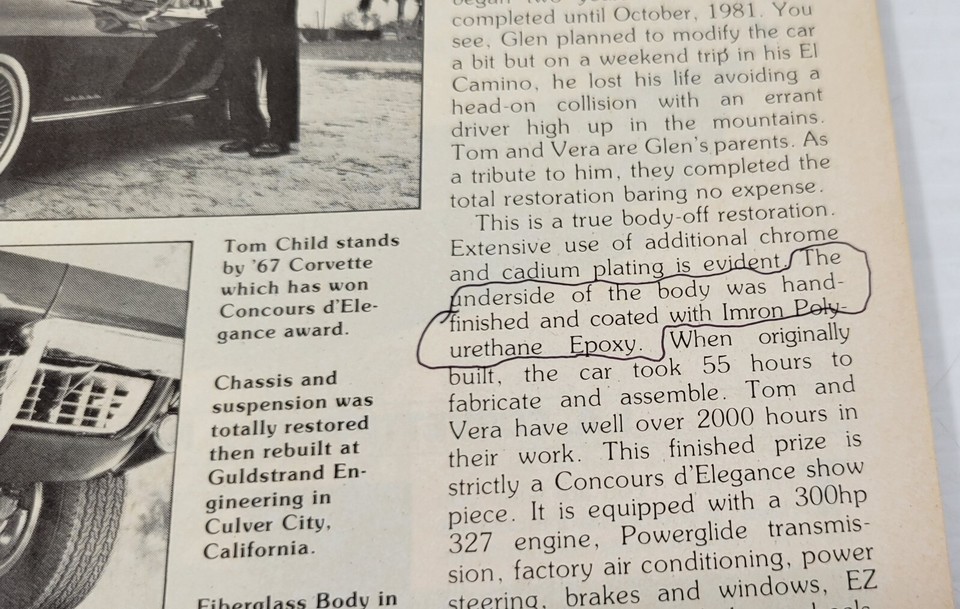 Tom Child stands
by '67 Corvette
which has won
Concours d'Ele-
gance award.
Chassis and
suspension was
totally restored
then rebuilt at
Guldstrand En-
gineering in
Culver City,
California.
Fiberglass Body in
completed until October, 1981. You
see, Glen planned to modify the car
a bit but on a weekend trip in his El
Camino, he lost his life avoiding a
head-on collision with an errant
driver high up in the mountains.
Tom and Vera are Glen's parents. As
a tribute to him, they completed the
total restoration baring no expense.
This is a true body-off restoration.
Extensive use of additional chrome
and cadium plating is evident. The
underside of the body was hand-
finished and coated with Imron Poly-
urethane Epoxy. When originally
built, the car took 55 hours to
fabricate and assemble. Tom and
Vera have well over 2000 hours in
their work. This finished prize is
strictly a Concours d'Elegance show
piece. It is equipped with a 300hp
327 engine, Powerglide transmis-
sion, factory air conditioning, power
steering, brakes and windows, EZ